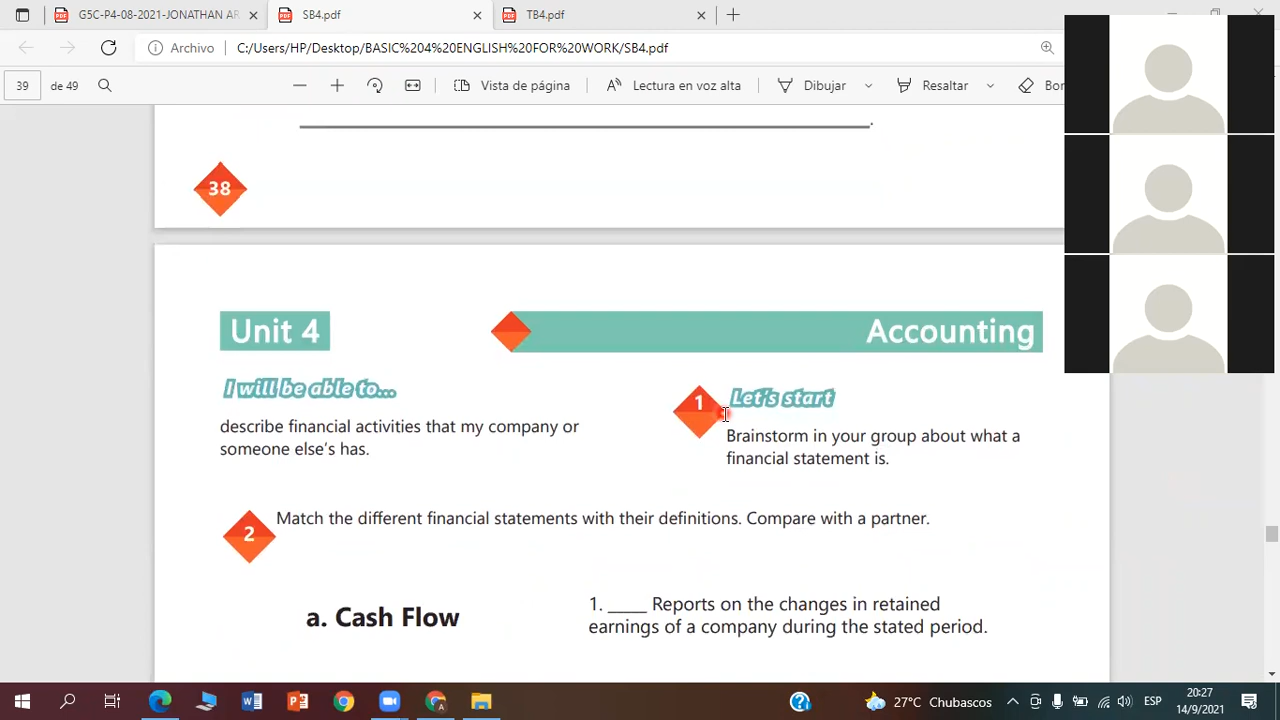 G5C-P4-08-2021-JONATHAN AR
SB4.pdf
TB4.pdf
Archivo
C:/Users/HP/Desktop/BASIC%204%20ENGLISH%20FOR%20WORK/SB4.pdf
39
de 49
Vista de página
Lectura en voz alta
Dibujar
Resaltar
Bor
38
Unit 4
Accounting
I will be able to...
describe financial activities that my company or
someone else's has.
1
Let's start
Brainstorm in your group about what a
financial statement is.
2
Match the different financial statements with their definitions. Compare with a partner.
a. Cash Flow
1. _____ Reports on the changes in retained
earnings of a company during the stated period.
27°C Chubascos
ESP
20:27
14/9/2021